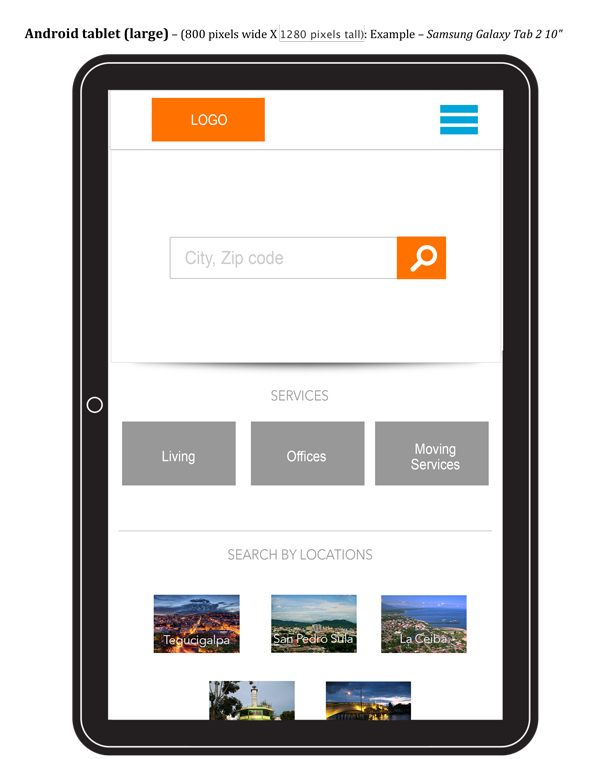 Android tablet (large) – (800 pixels wide X 1280 pixels tall): Example – Samsung Galaxy Tab 2 10"
LOGO
City, Zip code
SERVICES
Living
Offices
Moving
Services
SEARCH BY LOCATIONS
Tegucigalpa
San Pedro Sula
La Ceiba